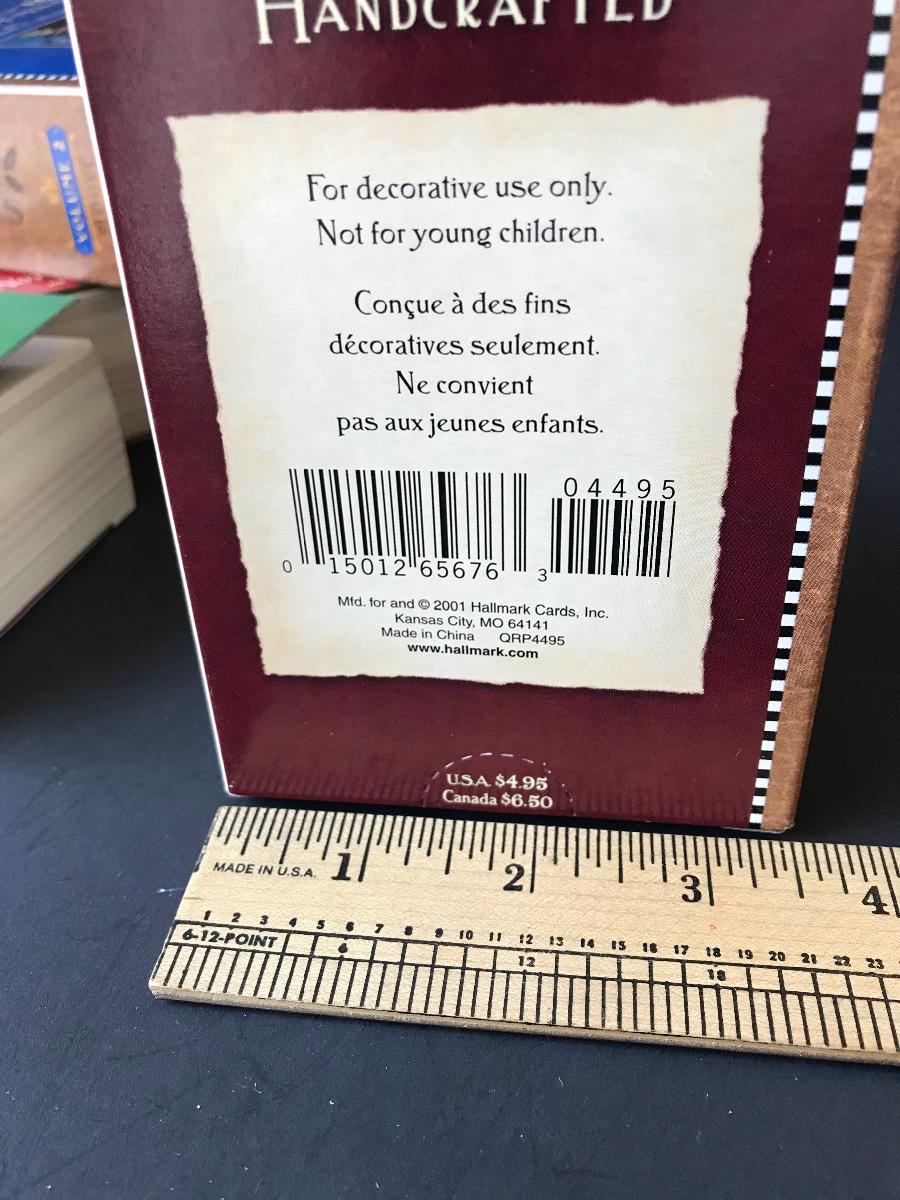 HANDCRAFTED
VOLUME 2
For decorative use only.
Not for young children.
Conçue à des fins
décoratives seulement.
Ne convient
pas aux jeunes enfants.
04495
0 15012 65676 3
Mfd. for and © 2001 Hallmark Cards, Inc.
Kansas City, MO 64141
Made in China QRP4495
www.hallmark.com
U.S.A. $4.95
Canada $6.50
MADE IN U.S.A. 1 2 3 4
1 2 3 4 5 6 7 8 9 10 11 12 13 14 15 16 17 18 19 20 21 22 23
6-12-POINT 6 12 18